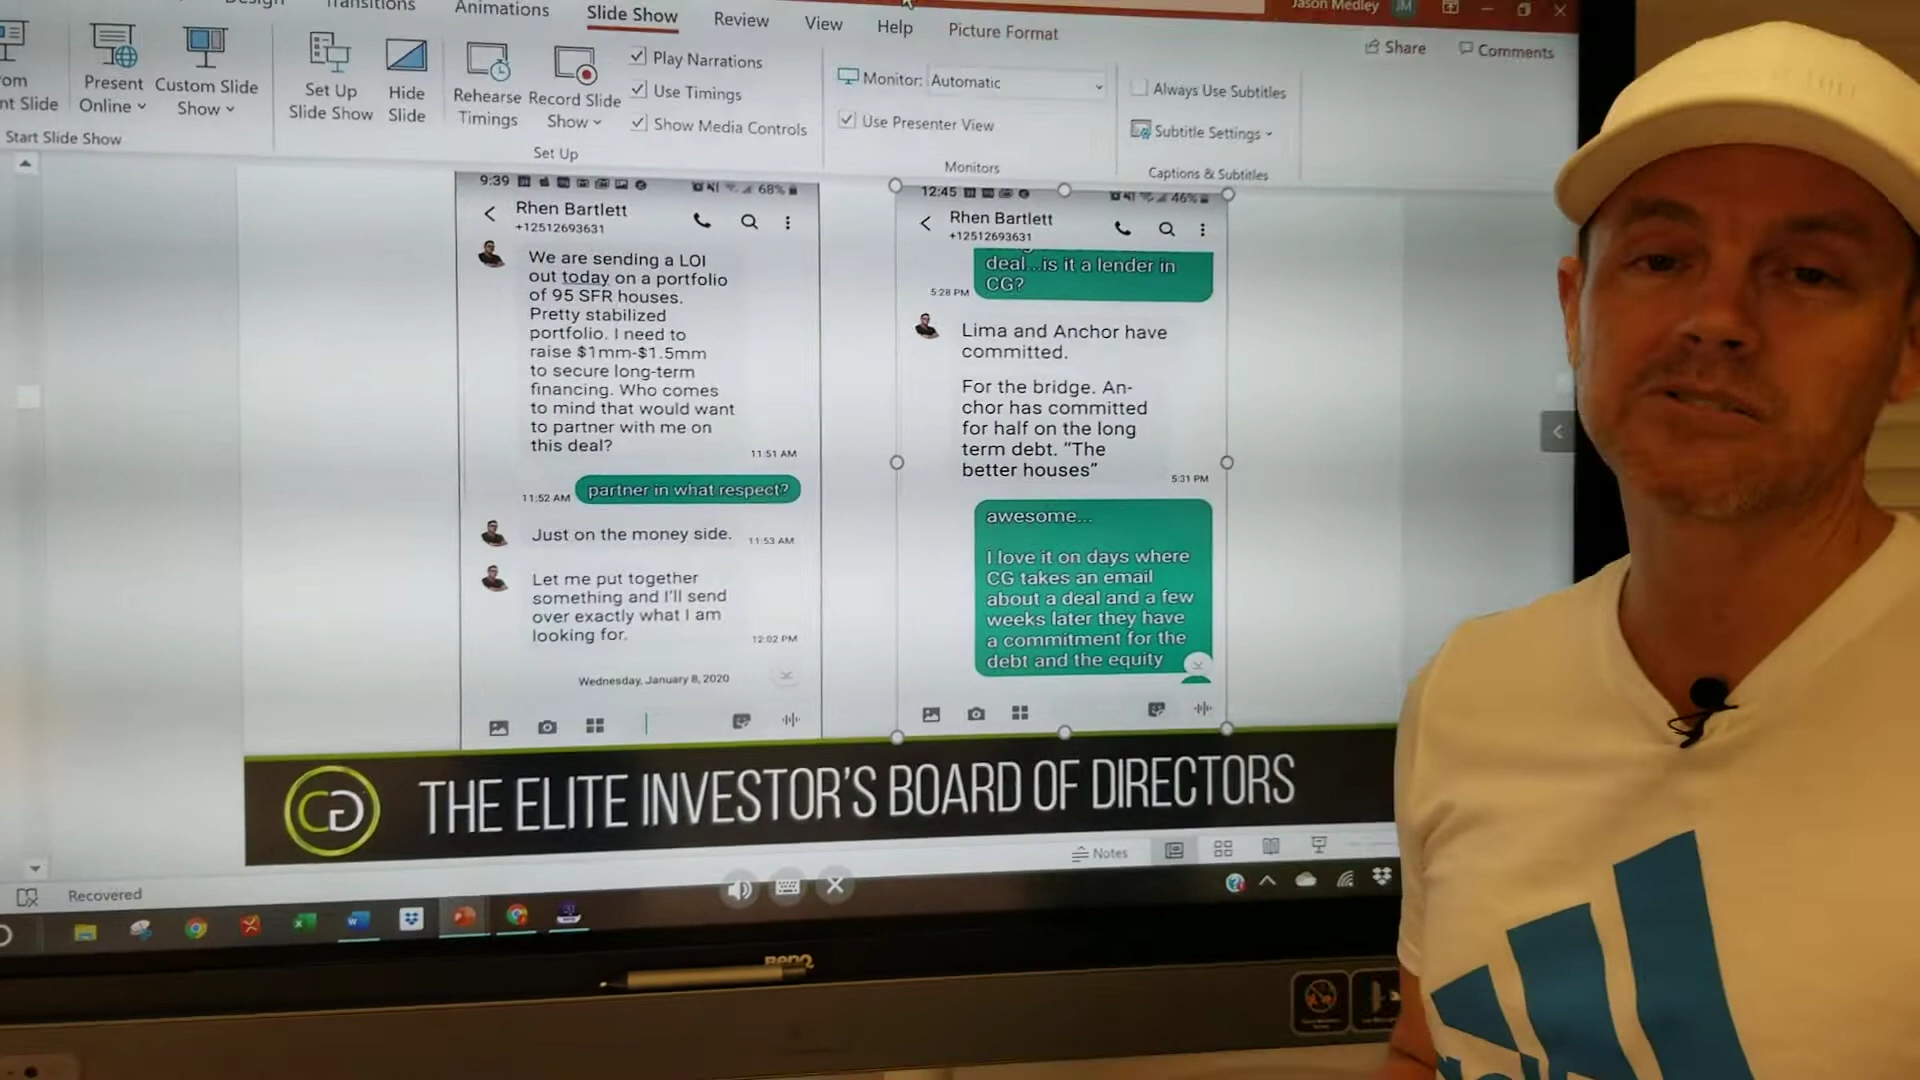 Transitions
Animations
Slide Show
Review
View
Help
Picture Format
Jason Medley
JM
Share
Comments
Present
Online
Custom Slide
Show
Set Up
Slide Show
Hide
Slide
Rehearse
Timings
Record Slide
Show
Play Narrations
Use Timings
Show Media Controls
Monitor: Automatic
Use Presenter View
Always Use Subtitles
Subtitle Settings
Start Slide Show
Set Up
Monitors
Captions & Subtitles
9:39
68%
Rhen Bartlett
+12512693631
We are sending a LOI
out today on a portfolio
of 95 SFR houses.
Pretty stabilized
portfolio. I need to
raise $1mm-$1.5mm
to secure long-term
financing. Who comes
to mind that would want
to partner with me on
this deal?
11:51 AM
11:52 AM
partner in what respect?
Just on the money side.
11:53 AM
Let me put together
something and I'll send
over exactly what I am
looking for.
12:02 PM
Wednesday, January 8, 2020
12:45
46%
Rhen Bartlett
+12512693631
deal...is it a lender in
CG?
5:28 PM
Lima and Anchor have
committed.
For the bridge. An-
chor has committed
for half on the long
term debt. "The
better houses"
5:31 PM
awesome...
I love it on days where
CG takes an email
about a deal and a few
weeks later they have
a commitment for the
debt and the equity
CG
THE ELITE INVESTOR'S BOARD OF DIRECTORS
Notes
Recovered
BenQ